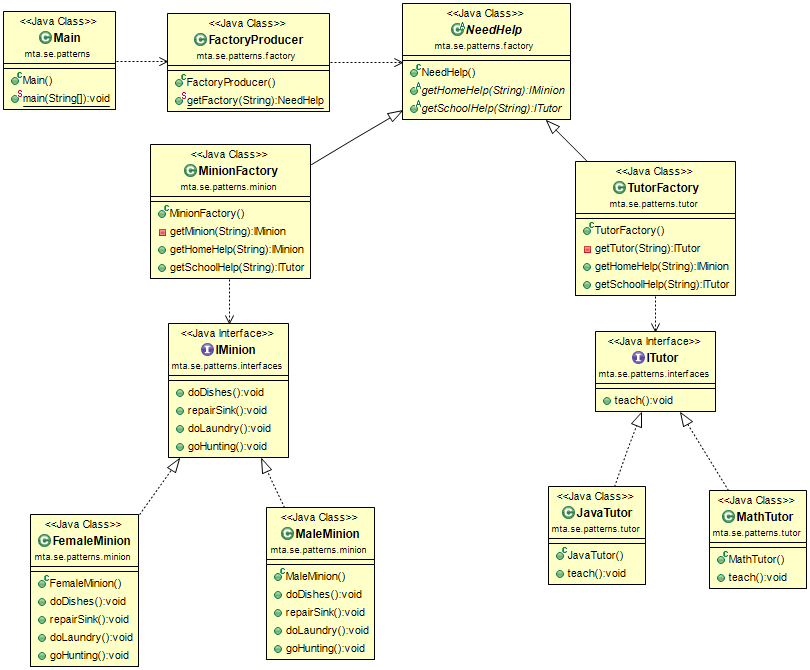 <<Java Class>>
Main
mta.se.patterns
Main()
main(String[]):void
<<Java Class>>
FactoryProducer
mta.se.patterns.factory
FactoryProducer()
getFactory(String):NeedHelp
<<Java Class>>
NeedHelp
mta.se.patterns.factory
NeedHelp()
getHomeHelp(String):IMinion
getSchoolHelp(String):ITutor
<<Java Class>>
MinionFactory
mta.se.patterns.minion
MinionFactory()
getMinion(String):IMinion
getHomeHelp(String):IMinion
getSchoolHelp(String):ITutor
<<Java Class>>
TutorFactory
mta.se.patterns.tutor
TutorFactory()
getTutor(String):ITutor
getHomeHelp(String):IMinion
getSchoolHelp(String):ITutor
<<Java Interface>>
IMinion
mta.se.patterns.interfaces
doDishes():void
repairSink():void
doLaundry():void
goHunting():void
<<Java Interface>>
ITutor
mta.se.patterns.interfaces
teach():void
<<Java Class>>
FemaleMinion
mta.se.patterns.minion
FemaleMinion()
doDishes():void
repairSink():void
doLaundry():void
goHunting():void
<<Java Class>>
MaleMinion
mta.se.patterns.minion
MaleMinion()
doDishes():void
repairSink():void
doLaundry():void
goHunting():void
<<Java Class>>
JavaTutor
mta.se.patterns.tutor
JavaTutor()
teach():void
<<Java Class>>
MathTutor
mta.se.patterns.tutor
MathTutor()
teach():void